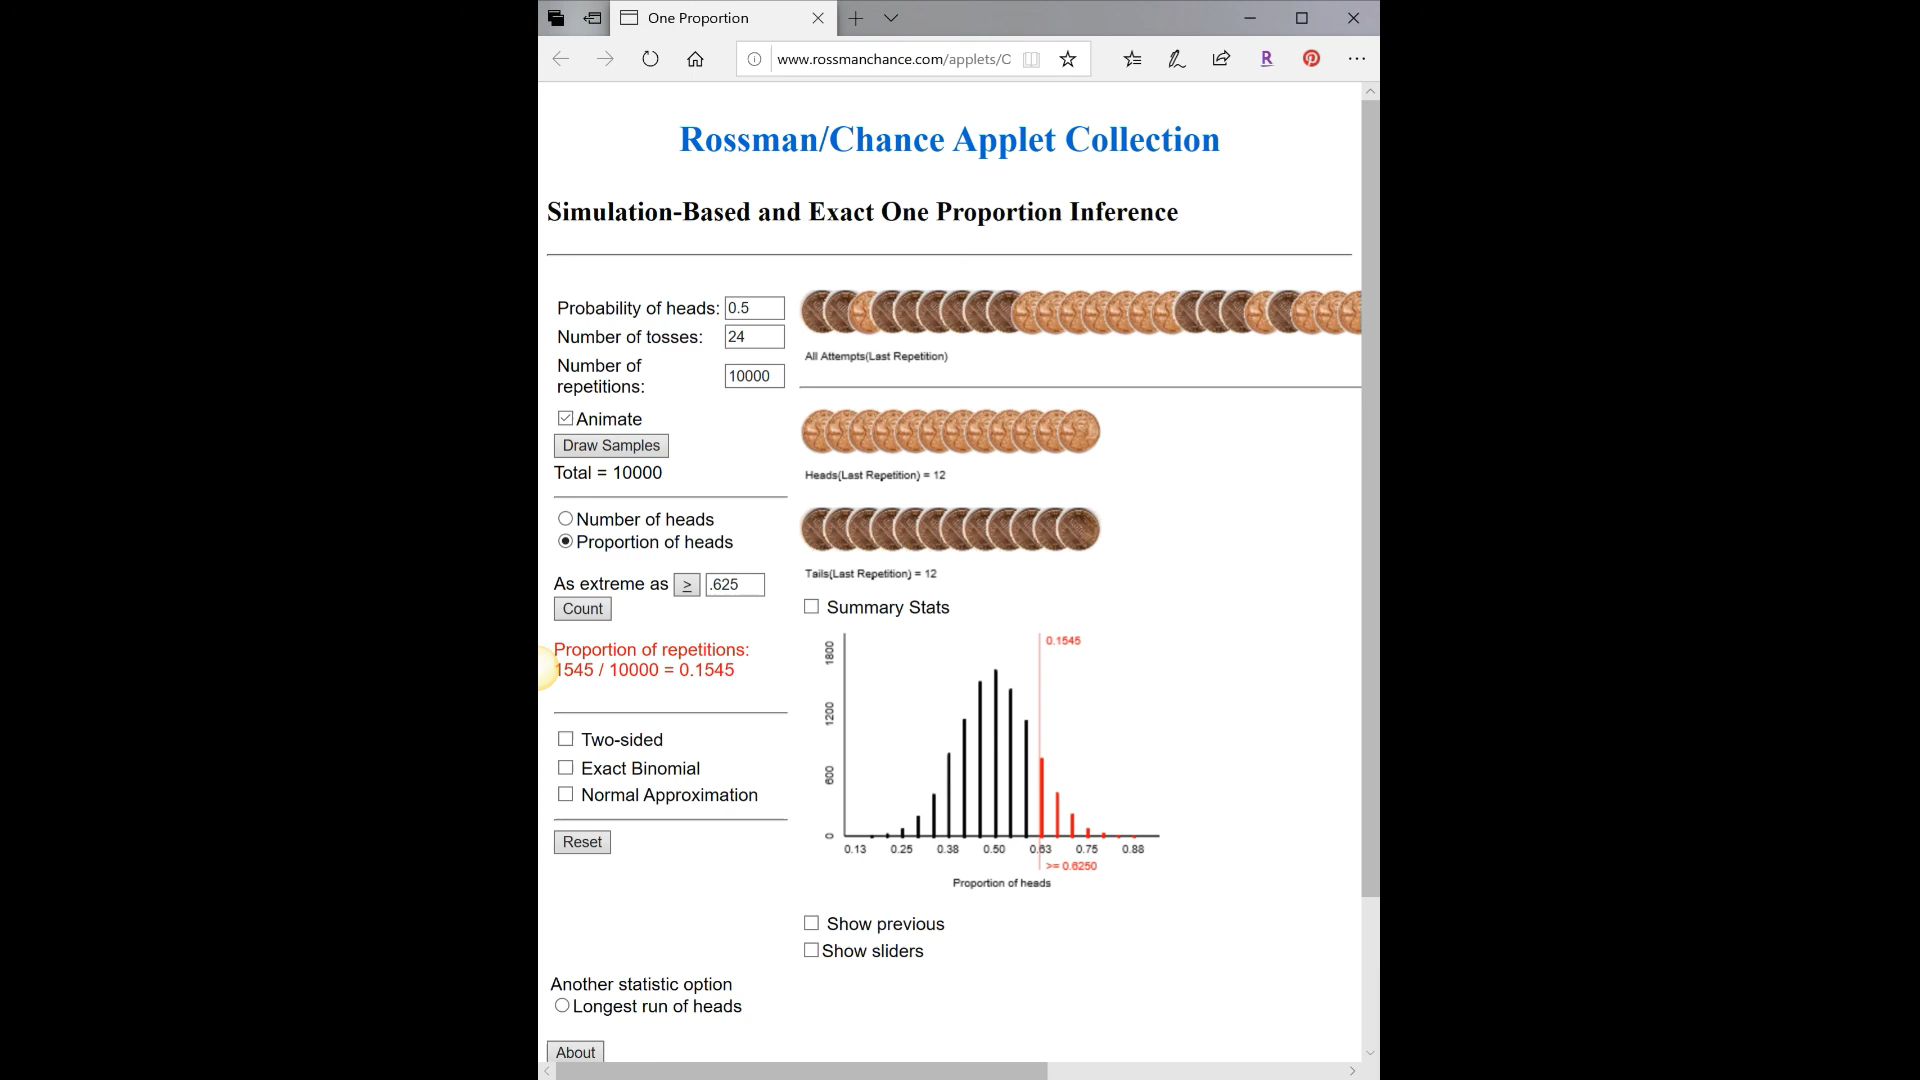 One Proportion
www.rossmanchance.com/applets/C
R
Rossman/Chance Applet Collection
Simulation-Based and Exact One Proportion Inference
Probability of heads: 0.5
Number of tosses: 24
Number of
repetitions: 10000
Animate
Draw Samples
Total = 10000
Number of heads
Proportion of heads
As extreme as ≥ .625
Count
Proportion of repetitions:
1545 / 10000 = 0.1545
Two-sided
Exact Binomial
Normal Approximation
Reset
All Attempts(Last Repetition)
Heads(Last Repetition) = 12
Tails(Last Repetition) = 12
Summary Stats
0.1545
1800
1200
600
0
0.13 0.25 0.38 0.50 0.63 0.75 0.88
>= 0.6250
Proportion of heads
Show previous
Show sliders
Another statistic option
Longest run of heads
About